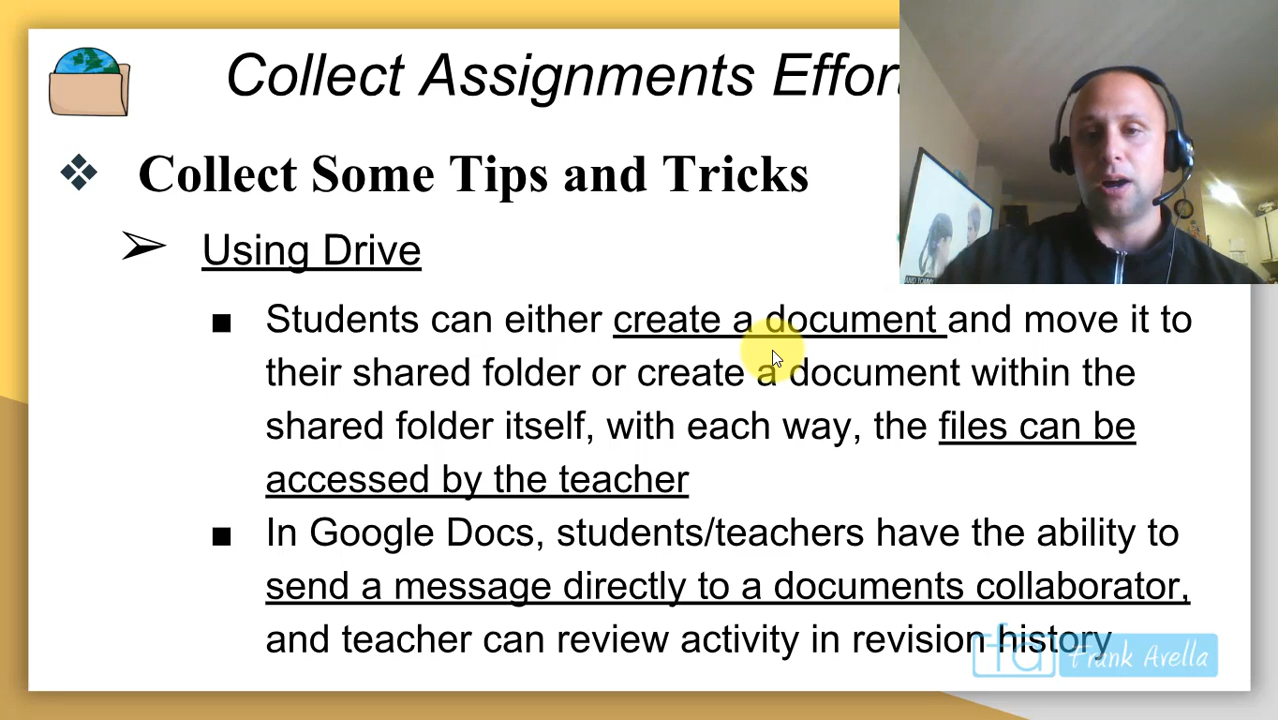 Collect Assignments Effor
Collect Some Tips and Tricks
Using Drive
Students can either create a document and move it to
their shared folder or create a document within the
shared folder itself, with each way, the files can be
accessed by the teacher
In Google Docs, students/teachers have the ability to
send a message directly to a documents collaborator,
and teacher can review activity in revision history
fa Frank Avella